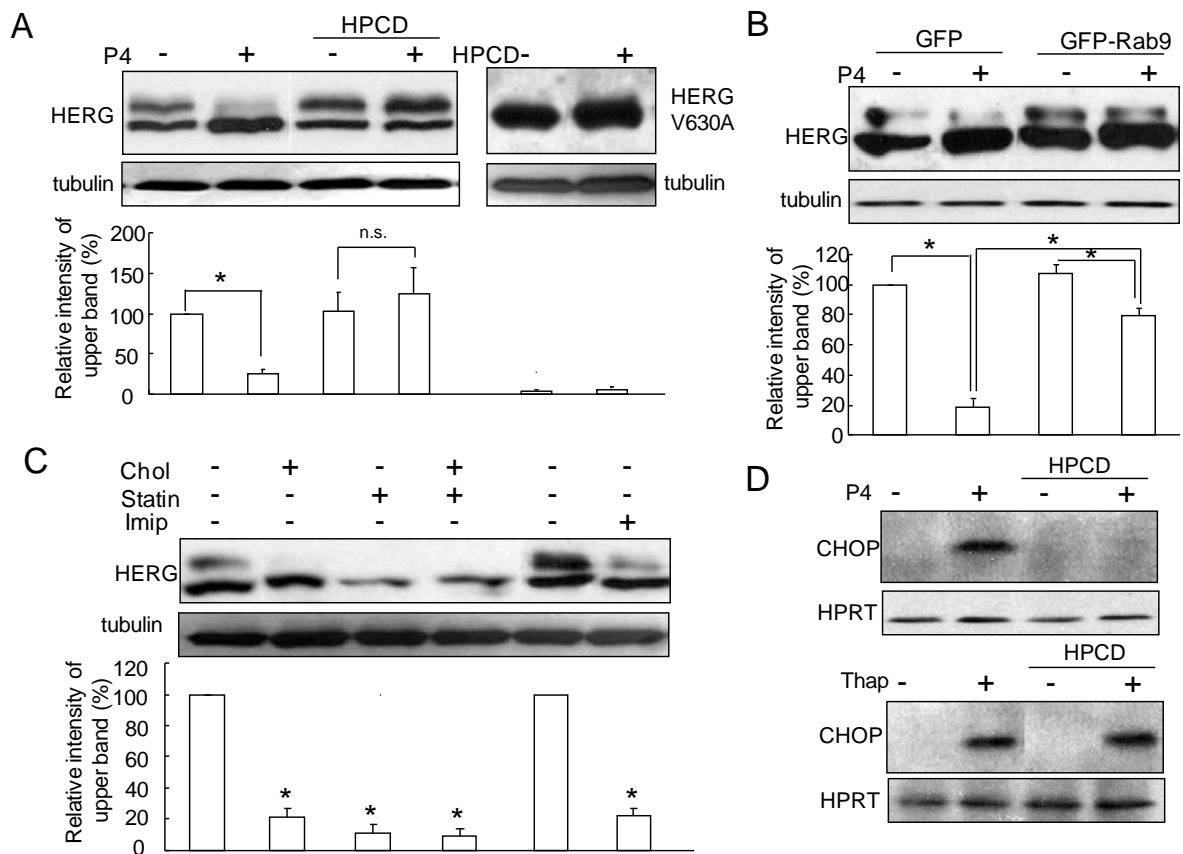 A
HPCD
P4 - + - +
HPCD- +
HERG
HERG
V630A
tubulin
tubulin
Relative intensity of
upper band (%)
200
150
100
50
0
*
n.s.
B
GFP
GFP-Rab9
P4 - + - +
HERG
tubulin
Relative intensity of
upper band (%)
120
100
80
60
40
20
0
*
*
*
C
Chol - + - + - -
Statin - - + + - -
Imip - - - - - +
HERG
tubulin
Relative intensity of
upper band (%)
120
100
80
60
40
20
0
* * * *
D
HPCD
P4 - + - +
CHOP
HPRT
HPCD
Thap - + - +
CHOP
HPRT